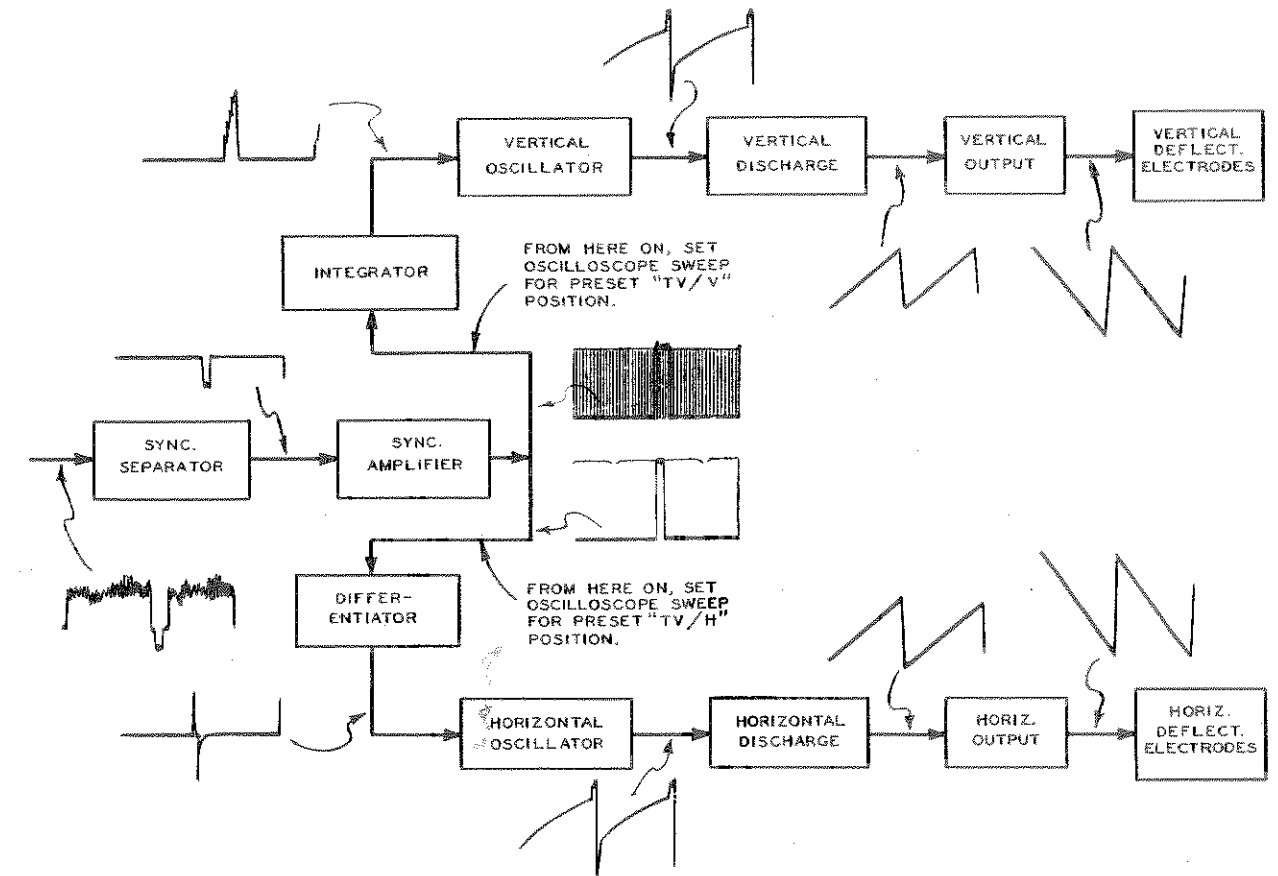 VERTICAL
OSCILLATOR
VERTICAL
DISCHARGE
VERTICAL
OUTPUT
VERTICAL
DEFLECT.
ELECTRODES
INTEGRATOR
FROM HERE ON, SET
OSCILLOSCOPE SWEEP
FOR PRESET "TV/V"
POSITION.
SYNC.
SEPARATOR
SYNC.
AMPLIFIER
DIFFER-
ENTIATOR
FROM HERE ON, SET
OSCILLOSCOPE SWEEP
FOR PRESET "TV/H"
POSITION.
HORIZONTAL
OSCILLATOR
HORIZONTAL
DISCHARGE
HORIZ.
OUTPUT
HORIZ.
DEFLECT.
ELECTRODES